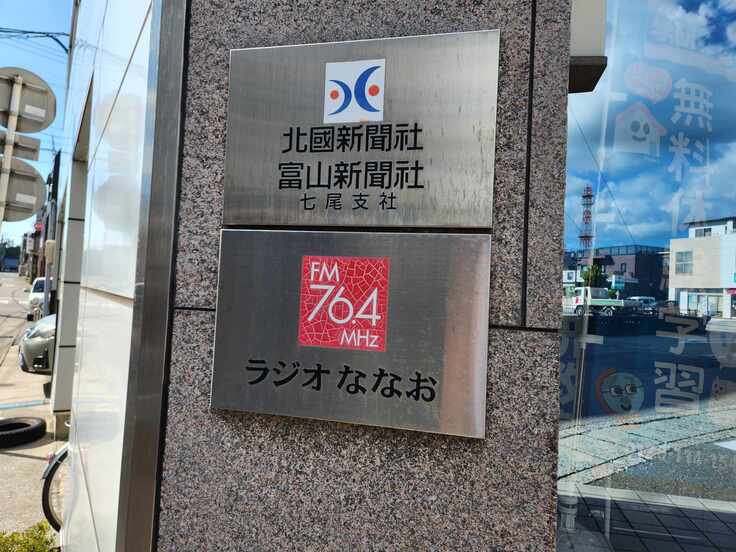 北國新聞社
富山新聞社
七尾支社
FM
76.4
MHz
ラジオななお
無料体
学習